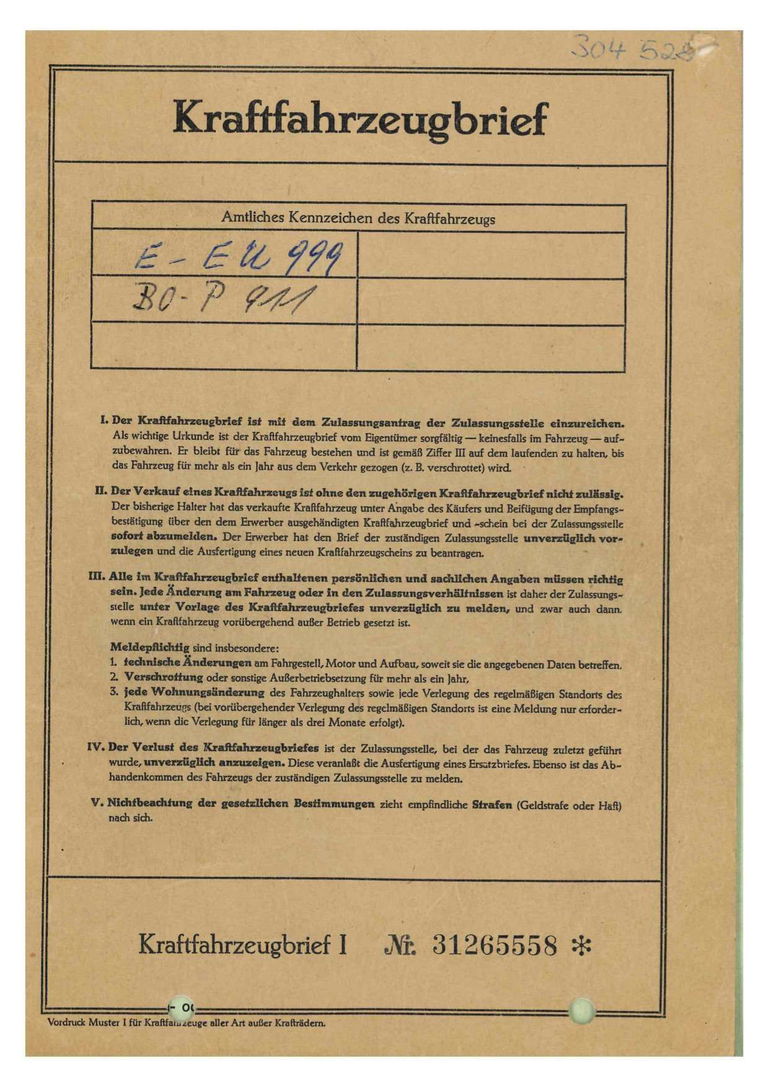 304 528
Kraftfahrzeugbrief
Amtliches Kennzeichen des Kraftfahrzeugs
E - EU 999
BO - P 911
I. Der Kraftfahrzeugbrief ist mit dem Zulassungsantrag der Zulassungsstelle einzureichen.
Als wichtige Urkunde ist der Kraftfahrzeugbrief vom Eigentümer sorgfältig — keinesfalls im Fahrzeug — auf-
zubewahren. Er bleibt für das Fahrzeug bestehen und ist gemäß Ziffer III auf dem laufenden zu halten, bis
das Fahrzeug für mehr als ein Jahr aus dem Verkehr gezogen (z. B. verschrottet) wird.
II. Der Verkauf eines Kraftfahrzeugs ist ohne den zugehörigen Kraftfahrzeugbrief nicht zulässig.
Der bisherige Halter hat das verkaufte Kraftfahrzeug unter Angabe des Käufers und Beifügung der Empfangs-
bestätigung über den dem Erwerber ausgehändigten Kraftfahrzeugbrief und -schein bei der Zulassungsstelle
sofort abzumelden. Der Erwerber hat den Brief der zuständigen Zulassungsstelle unverzüglich vor-
zulegen und die Ausfertigung eines neuen Kraftfahrzeugscheins zu beantragen.
III. Alle im Kraftfahrzeugbrief enthaltenen persönlichen und sachlichen Angaben müssen richtig
sein. Jede Änderung am Fahrzeug oder in den Zulassungsverhältnissen ist daher der Zulassungs-
stelle unter Vorlage des Kraftfahrzeugbriefes unverzüglich zu melden, und zwar auch dann,
wenn ein Kraftfahrzeug vorübergehend außer Betrieb gesetzt ist.
Meldepflichtig sind insbesondere:
1. technische Änderungen am Fahrgestell, Motor und Aufbau, soweit sie die angegebenen Daten betreffen,
2. Verschrottung oder sonstige Außerbetriebsetzung für mehr als ein Jahr,
3. jede Wohnungsänderung des Fahrzeughalters sowie jede Verlegung des regelmäßigen Standorts des
Kraftfahrzeugs (bei vorübergehender Verlegung des regelmäßigen Standorts ist eine Meldung nur erforder-
lich, wenn die Verlegung für länger als drei Monate erfolgt).
IV. Der Verlust des Kraftfahrzeugbriefes ist der Zulassungsstelle, bei der das Fahrzeug zuletzt geführt
wurde, unverzüglich anzuzeigen. Diese veranlaßt die Ausfertigung eines Ersatzbriefes. Ebenso ist das Ab-
handenkommen des Fahrzeugs der zuständigen Zulassungsstelle zu melden.
V. Nichtbeachtung der gesetzlichen Bestimmungen zieht empfindliche Strafen (Geldstrafe oder Haft)
nach sich.
Kraftfahrzeugbrief I Nr. 31265558 *
Vordruck Muster I für Kraftfahrzeuge aller Art außer Krafträdern.